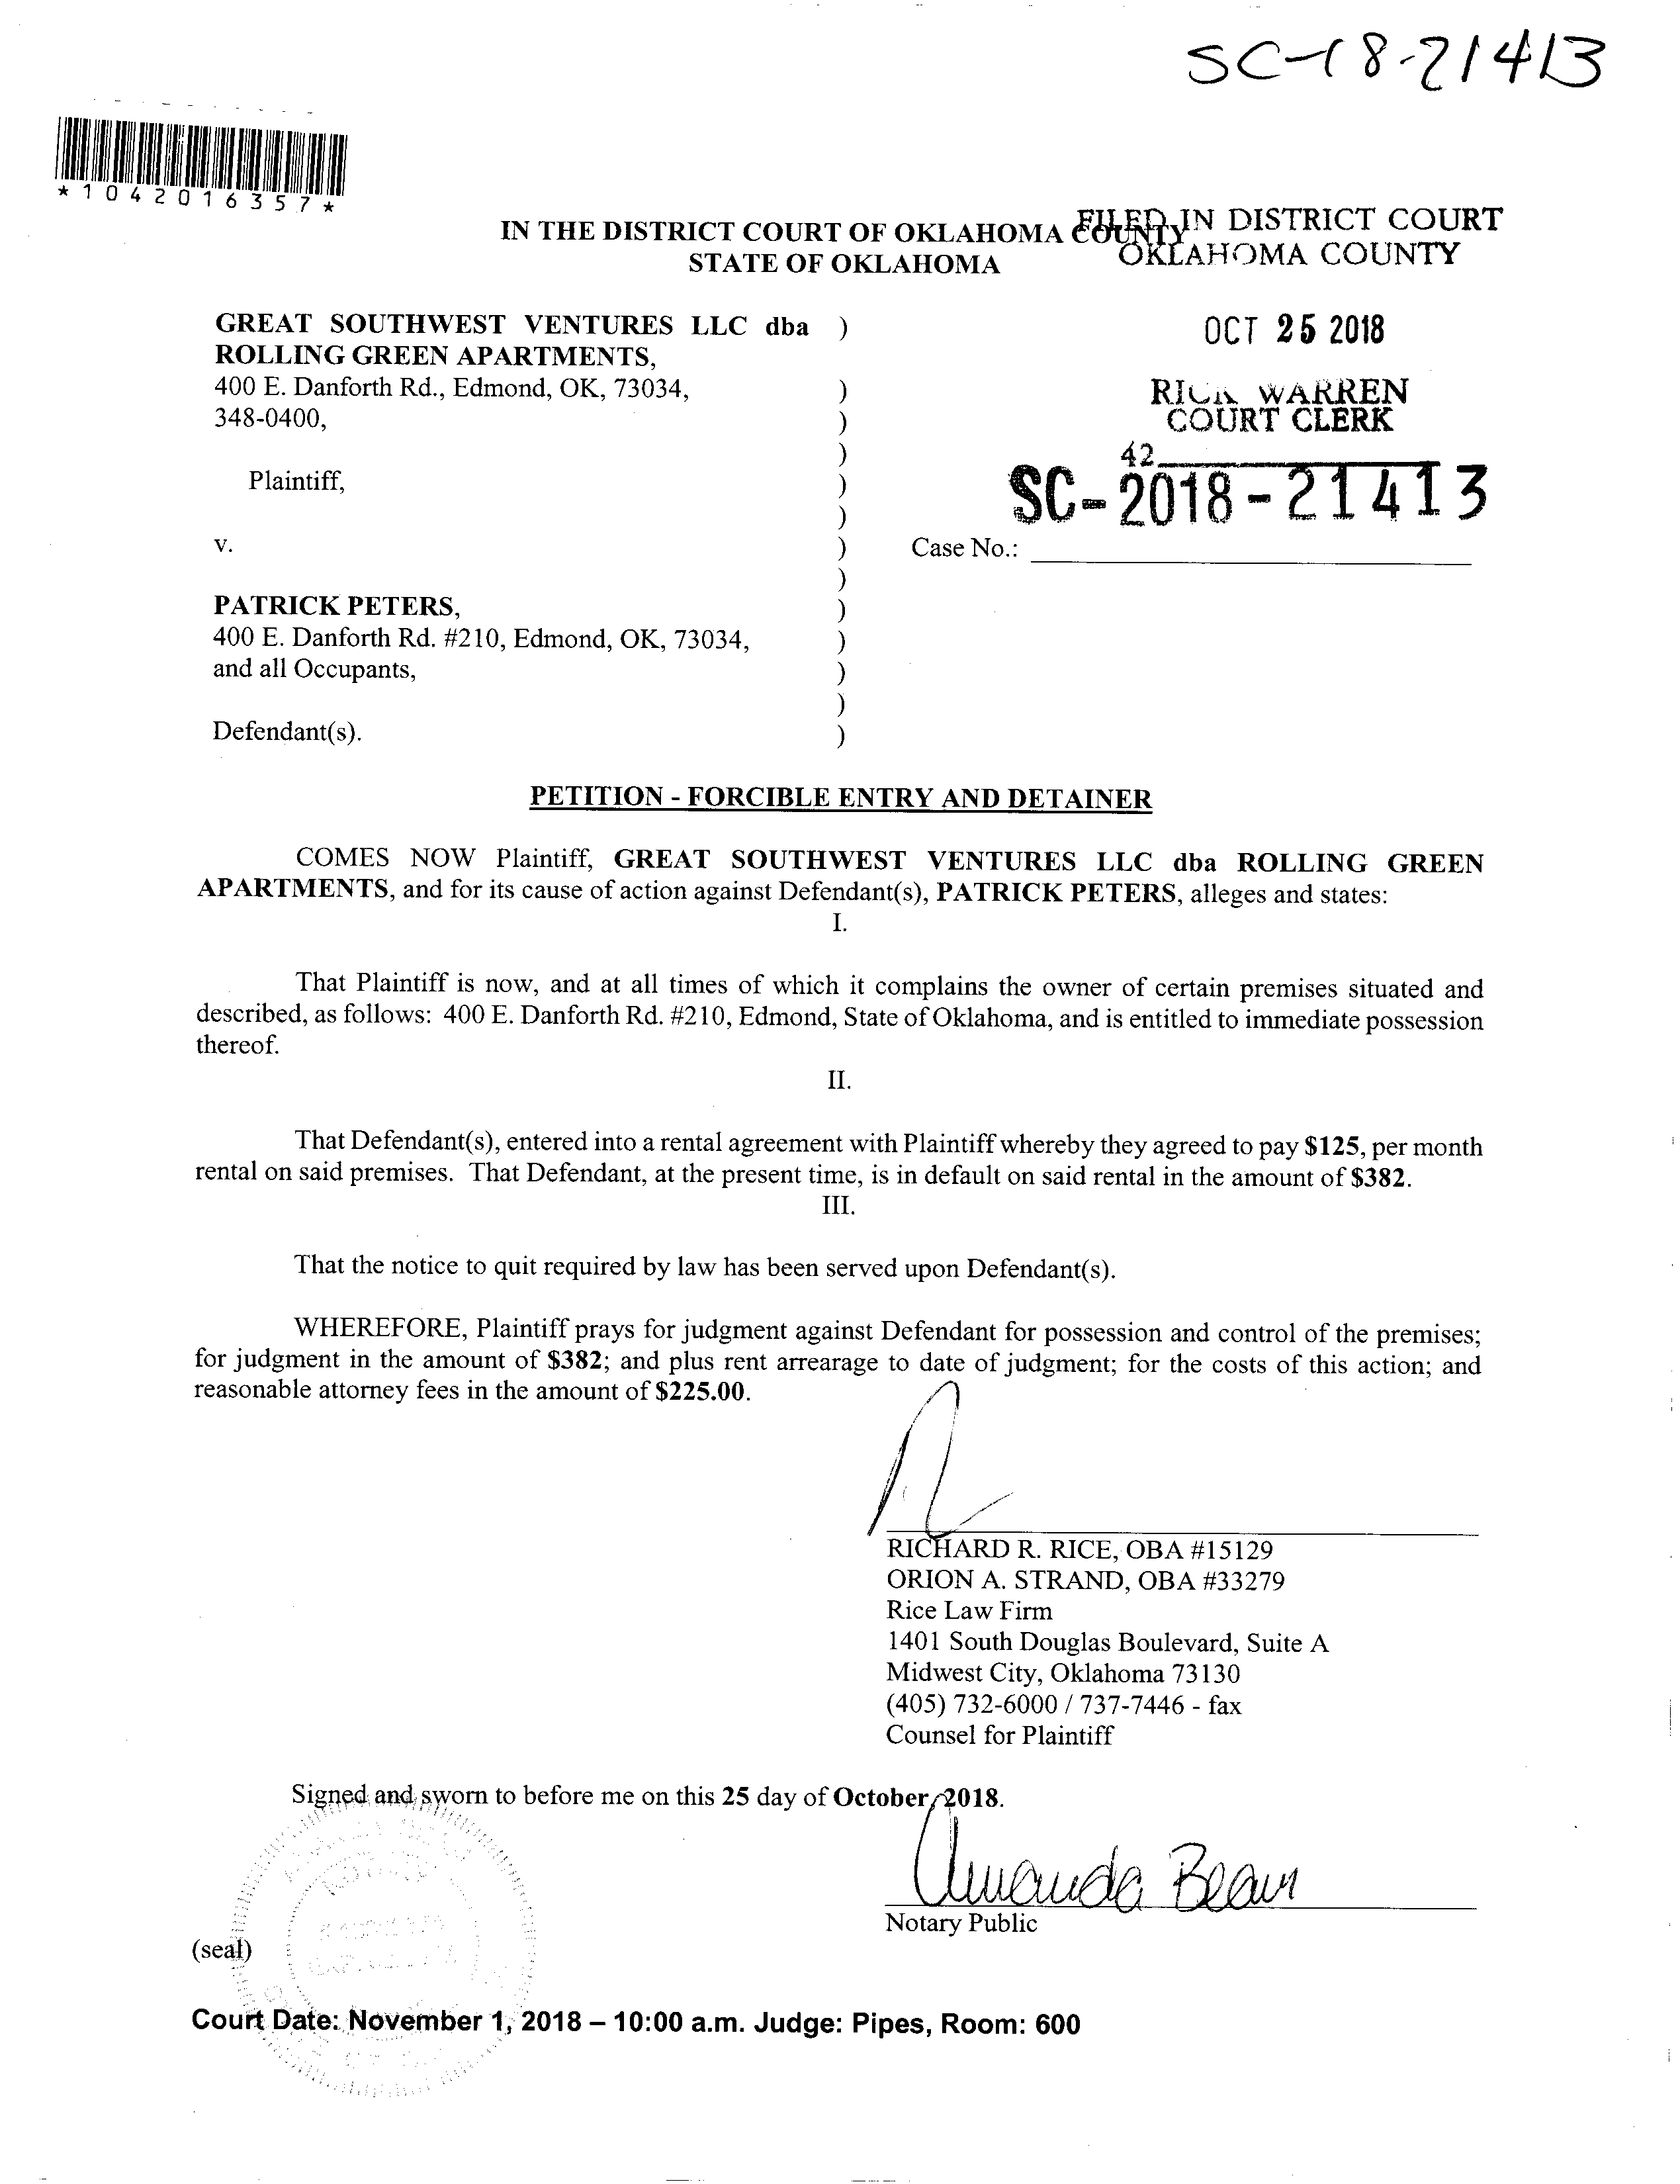 SC-18-21413
*1042016357*
IN THE DISTRICT COURT OF OKLAHOMA COUNTY
STATE OF OKLAHOMA
FILED IN DISTRICT COURT
OKLAHOMA COUNTY
OCT 25 2018
RICK WARREN
COURT CLERK
42
SC-2018-21413
Case No.:
GREAT SOUTHWEST VENTURES LLC dba )
ROLLING GREEN APARTMENTS,
400 E. Danforth Rd., Edmond, OK, 73034, )
348-0400, )
)
Plaintiff, )
)
v. )
)
PATRICK PETERS, )
400 E. Danforth Rd. #210, Edmond, OK, 73034, )
and all Occupants, )
)
Defendant(s). )
PETITION - FORCIBLE ENTRY AND DETAINER
COMES NOW Plaintiff, GREAT SOUTHWEST VENTURES LLC dba ROLLING GREEN
APARTMENTS, and for its cause of action against Defendant(s), PATRICK PETERS, alleges and states:
I.
That Plaintiff is now, and at all times of which it complains the owner of certain premises situated and
described, as follows: 400 E. Danforth Rd. #210, Edmond, State of Oklahoma, and is entitled to immediate possession
thereof.
II.
That Defendant(s), entered into a rental agreement with Plaintiff whereby they agreed to pay $125, per month
rental on said premises. That Defendant, at the present time, is in default on said rental in the amount of $382.
III.
That the notice to quit required by law has been served upon Defendant(s).
WHEREFORE, Plaintiff prays for judgment against Defendant for possession and control of the premises;
for judgment in the amount of $382; and plus rent arrearage to date of judgment; for the costs of this action; and
reasonable attorney fees in the amount of $225.00.
RICHARD R. RICE, OBA #15129
ORION A. STRAND, OBA #33279
Rice Law Firm
1401 South Douglas Boulevard, Suite A
Midwest City, Oklahoma 73130
(405) 732-6000 / 737-7446 - fax
Counsel for Plaintiff
Signed and sworn to before me on this 25 day of October, 2018.
Amanda Bean
Notary Public
(seal)
Court Date: November 1, 2018 – 10:00 a.m. Judge: Pipes, Room: 600